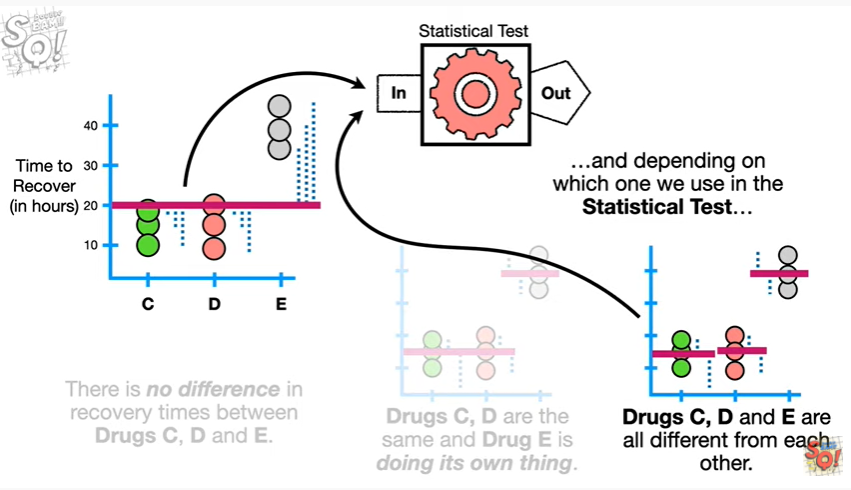 SQ!
Statistical Test
In
Out
40
30
20
10
Time to
Recover
(in hours)
C
D
E
…and depending on
which one we use in the
Statistical Test…
There is no difference in
recovery times between
Drugs C, D and E.
Drugs C, D are the
same and Drug E is
doing its own thing.
Drugs C, D and E are
all different from each
other.
SQ!